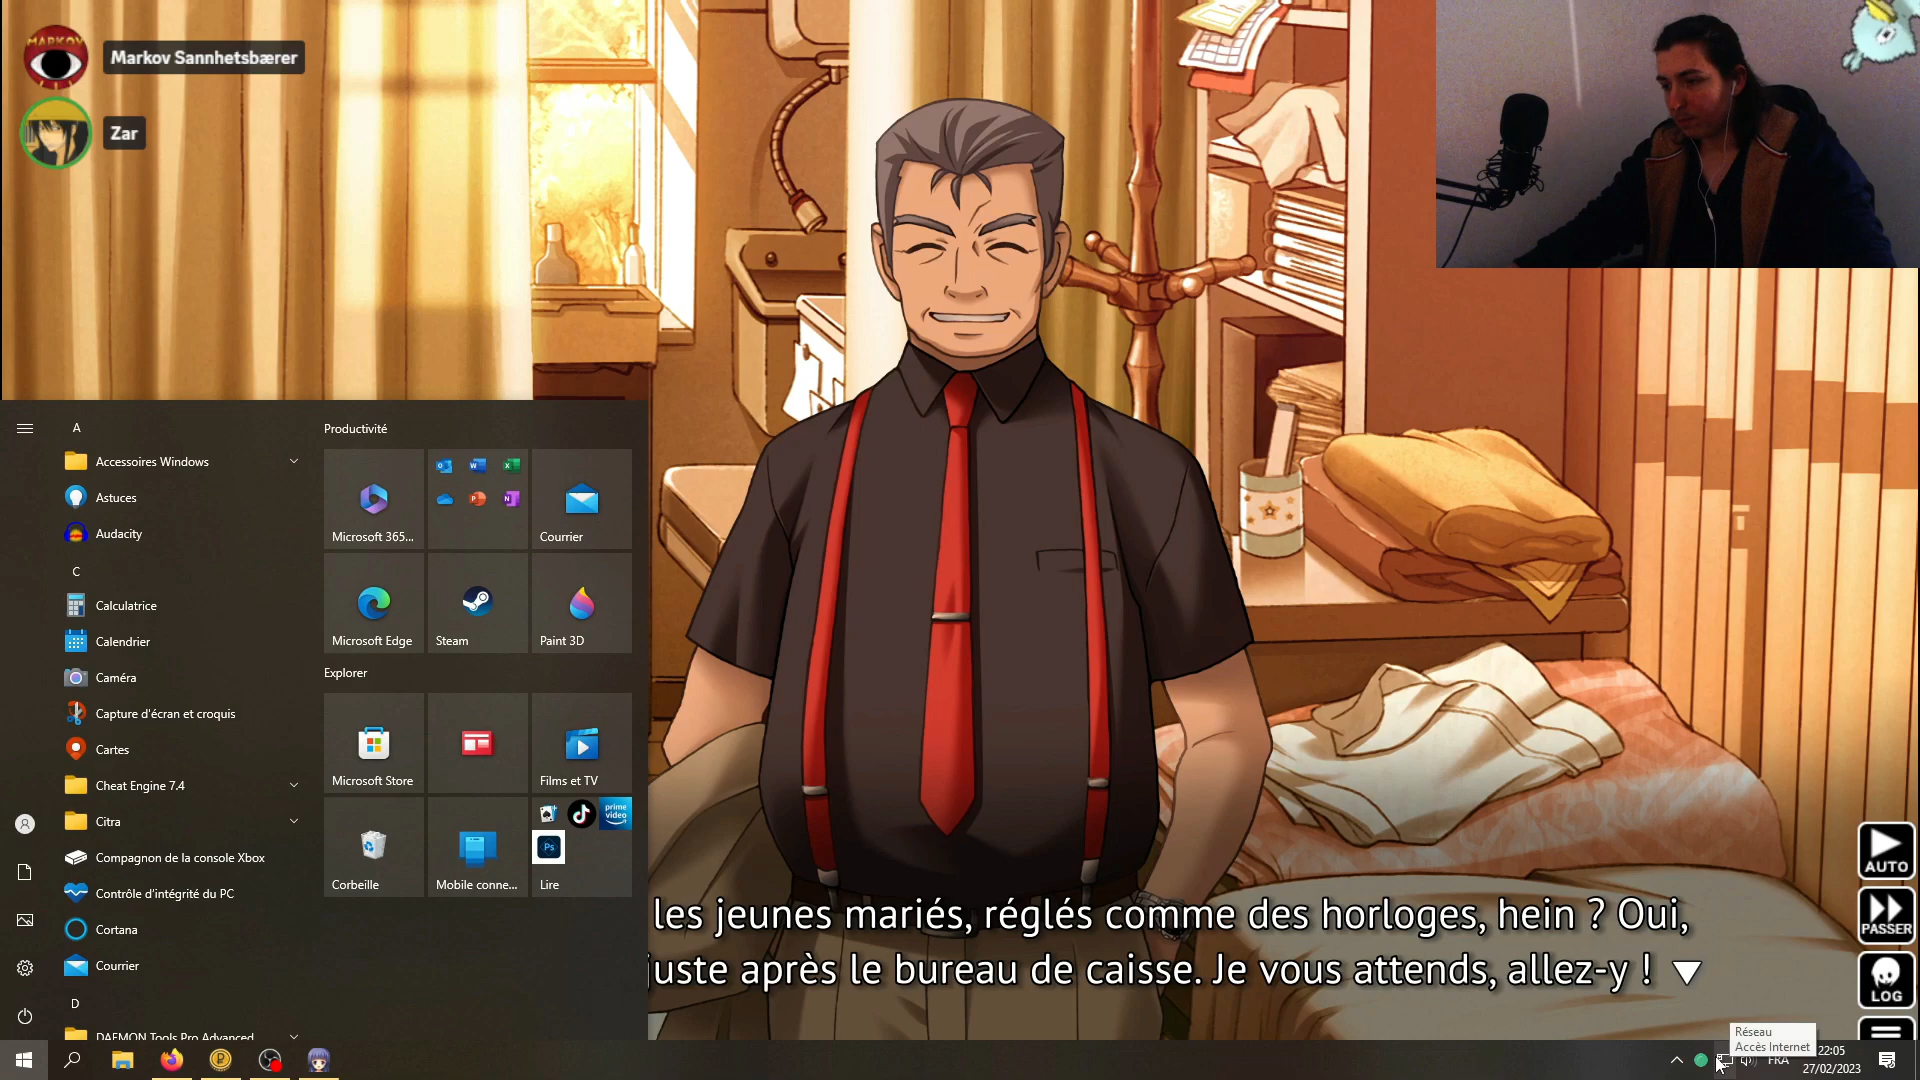 MARKOV
Markov Sannhetsbærer
Zar
A
Accessoires Windows
Astuces
Audacity
C
Calculatrice
Calendrier
Caméra
Capture d'écran et croquis
Cartes
Cheat Engine 7.4
Citra
Compagnon de la console Xbox
Contrôle d'intégrité du PC
Cortana
Courrier
D
DAEMON Tools Pro Advanced
Productivité
Microsoft 365...
Courrier
Microsoft Edge
Steam
Paint 3D
Explorer
Microsoft Store
Films et TV
Corbeille
Mobile conne...
prime video
Ps
Lire
les jeunes mariés, réglés comme des horloges, hein ? Oui,
juste après le bureau de caisse. Je vous attends, allez-y !
AUTO
PASSER
LOG
Réseau
Accès Internet
FRA
22:05
27/02/2023